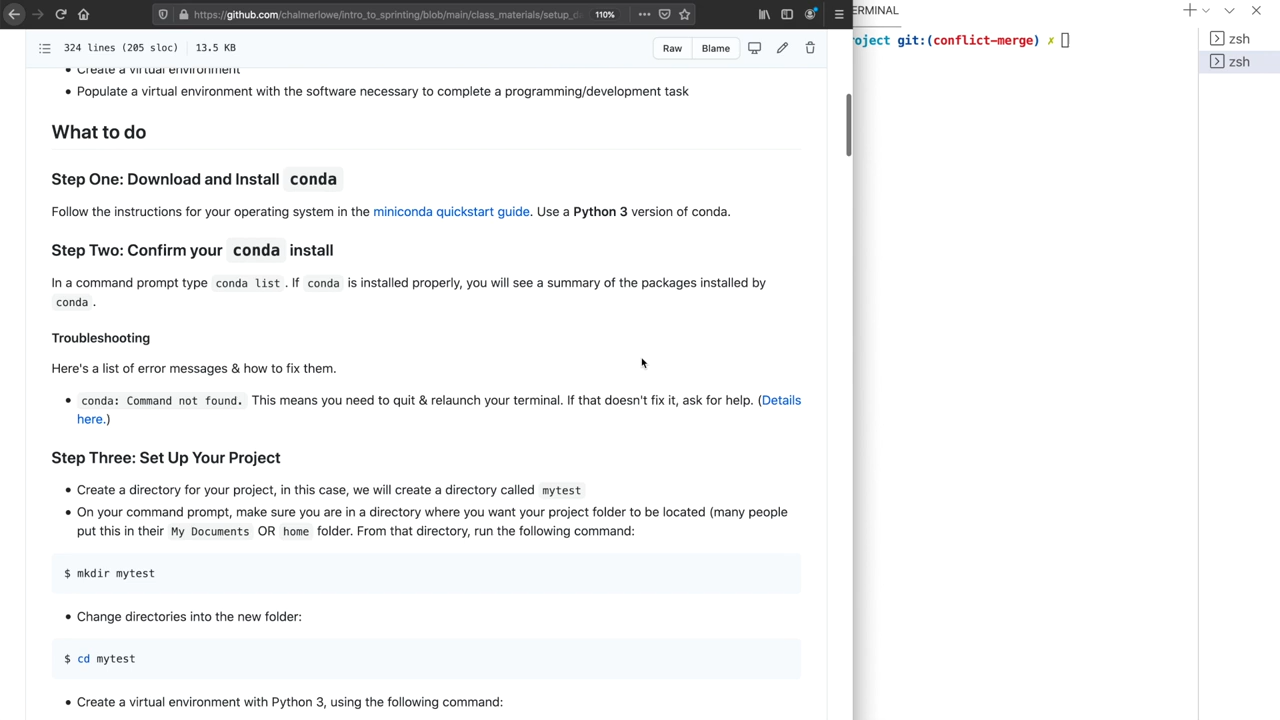 https://github.com/chalmerlowe/intro_to_sprinting/blob/main/class_materials/setup_d
110%
324 lines (205 sloc) 13.5 KB
Raw
Blame
Create a virtual environment
Populate a virtual environment with the software necessary to complete a programming/development task
What to do
Step One: Download and Install conda
Follow the instructions for your operating system in the miniconda quickstart guide. Use a Python 3 version of conda.
Step Two: Confirm your conda install
In a command prompt type conda list . If conda is installed properly, you will see a summary of the packages installed by
conda .
Troubleshooting
Here's a list of error messages & how to fix them.
conda: Command not found. This means you need to quit & relaunch your terminal. If that doesn't fix it, ask for help. (Details
here.)
Step Three: Set Up Your Project
Create a directory for your project, in this case, we will create a directory called mytest
On your command prompt, make sure you are in a directory where you want your project folder to be located (many people
put this in their My Documents OR home folder. From that directory, run the following command:
$ mkdir mytest
Change directories into the new folder:
$ cd mytest
Create a virtual environment with Python 3, using the following command:
ERMINAL
oject git:(conflict-merge) ✗
zsh
zsh